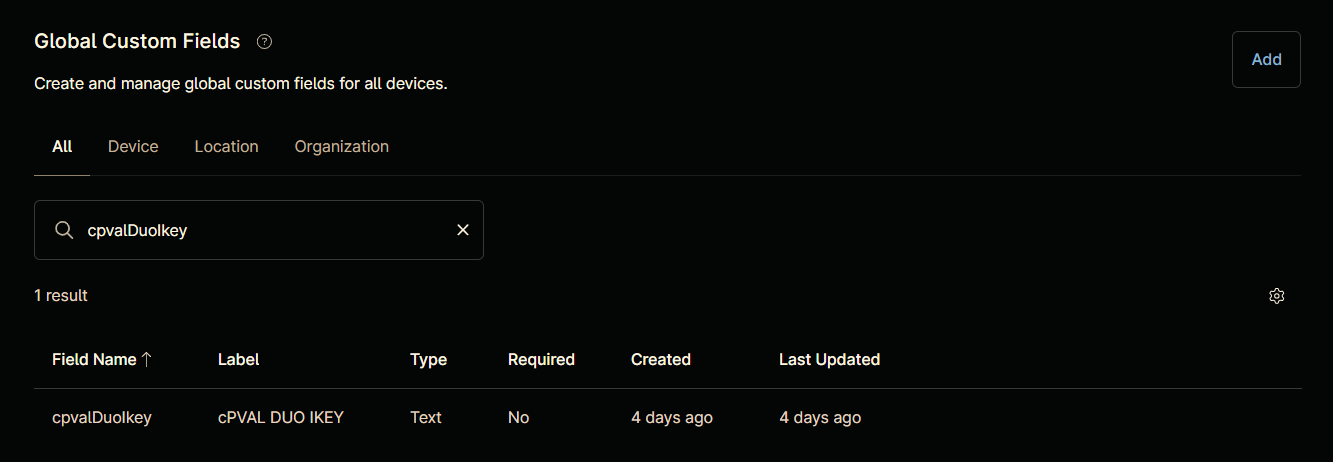 Global Custom Fields ?
Add
Create and manage global custom fields for all devices.
All Device Location Organization
cpvalDuoIkey
1 result
Field Name ↑ Label Type Required Created Last Updated
cpvalDuoIkey cPVAL DUO IKEY Text No 4 days ago 4 days ago